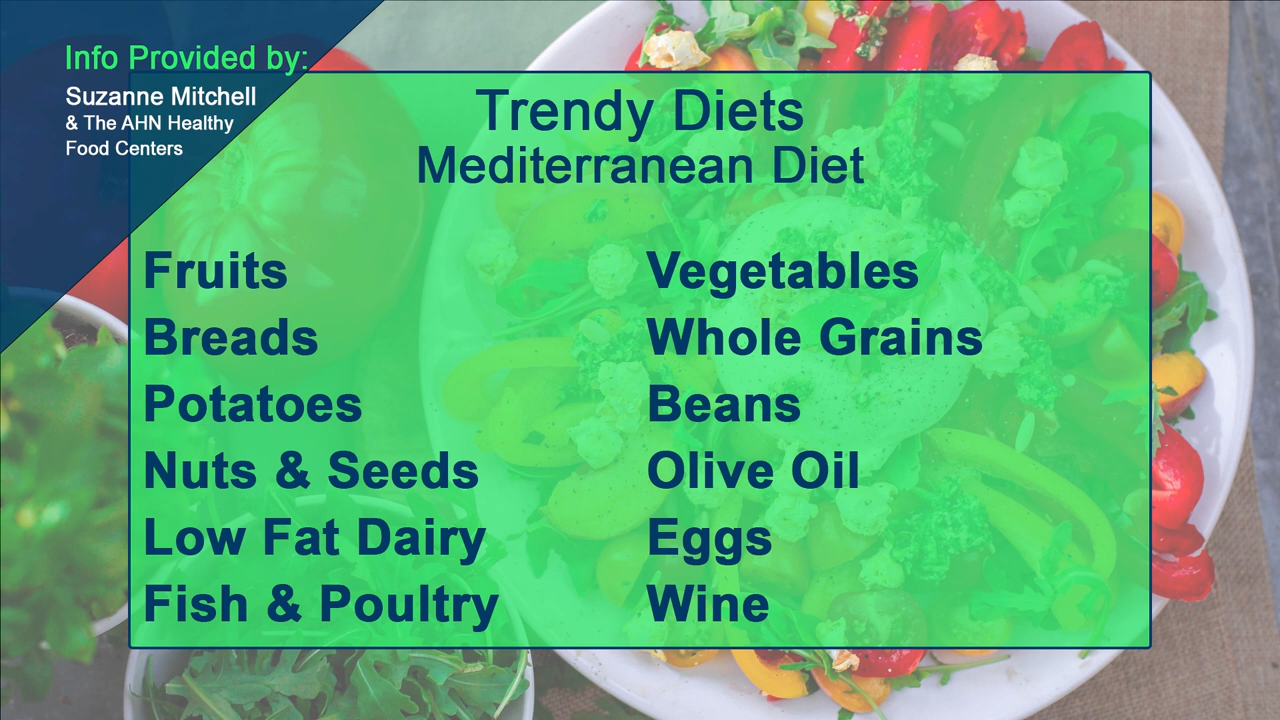 Info Provided by:
Suzanne Mitchell
& The AHN Healthy
Food Centers
Trendy Diets
Mediterranean Diet
Fruits
Breads
Potatoes
Nuts & Seeds
Low Fat Dairy
Fish & Poultry
Vegetables
Whole Grains
Beans
Olive Oil
Eggs
Wine